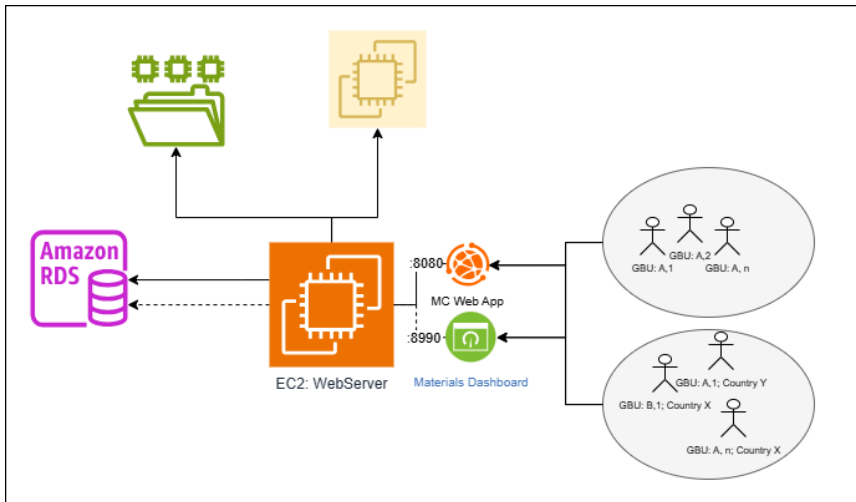 Amazon
RDS
EC2: WebServer
:8080
MC Web App
:8990
Materials Dashboard
GBU: A,2
GBU: A,1
GBU: A, n
GBU: A,1; Country Y
GBU: B,1; Country X
GBU: A, n; Country X